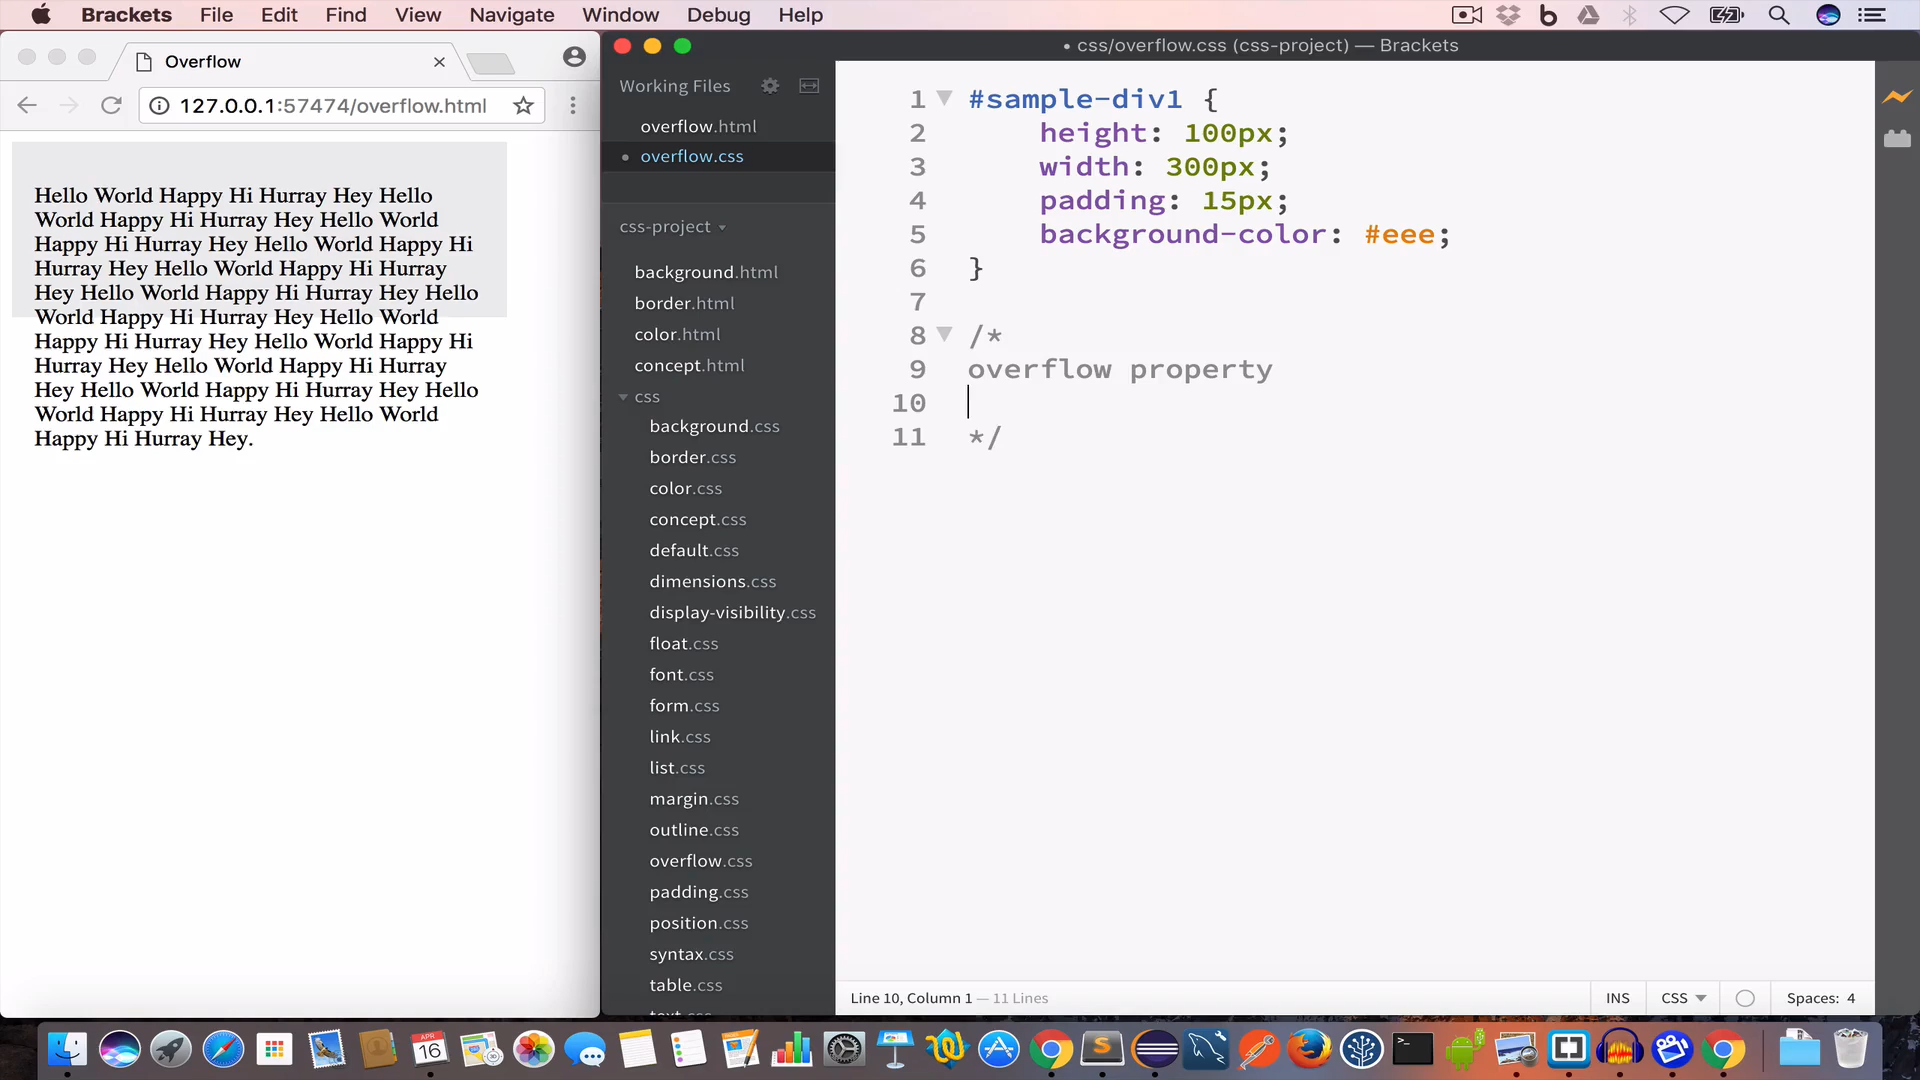 Brackets File Edit Find View Navigate Window Debug Help
Overflow
127.0.0.1:57474/overflow.html
Hello World Happy Hi Hurray Hey Hello
World Happy Hi Hurray Hey Hello World
Happy Hi Hurray Hey Hello World Happy Hi
Hurray Hey Hello World Happy Hi Hurray
Hey Hello World Happy Hi Hurray Hey Hello
World Happy Hi Hurray Hey Hello World
Happy Hi Hurray Hey Hello World Happy Hi
Hurray Hey Hello World Happy Hi Hurray
Hey Hello World Happy Hi Hurray Hey Hello
World Happy Hi Hurray Hey Hello World
Happy Hi Hurray Hey.
• css/overflow.css (css-project) — Brackets
Working Files
overflow.html
overflow.css
css-project
background.html
border.html
color.html
concept.html
css
background.css
border.css
color.css
concept.css
default.css
dimensions.css
display-visibility.css
float.css
font.css
form.css
link.css
list.css
margin.css
outline.css
overflow.css
padding.css
position.css
syntax.css
table.css
1 #sample-div1 {
2 height: 100px;
3 width: 300px;
4 padding: 15px;
5 background-color: #eee;
6 }
7
8 /*
9 overflow property
10
11 */
Line 10, Column 1 — 11 Lines
INS CSS Spaces: 4
APR
16